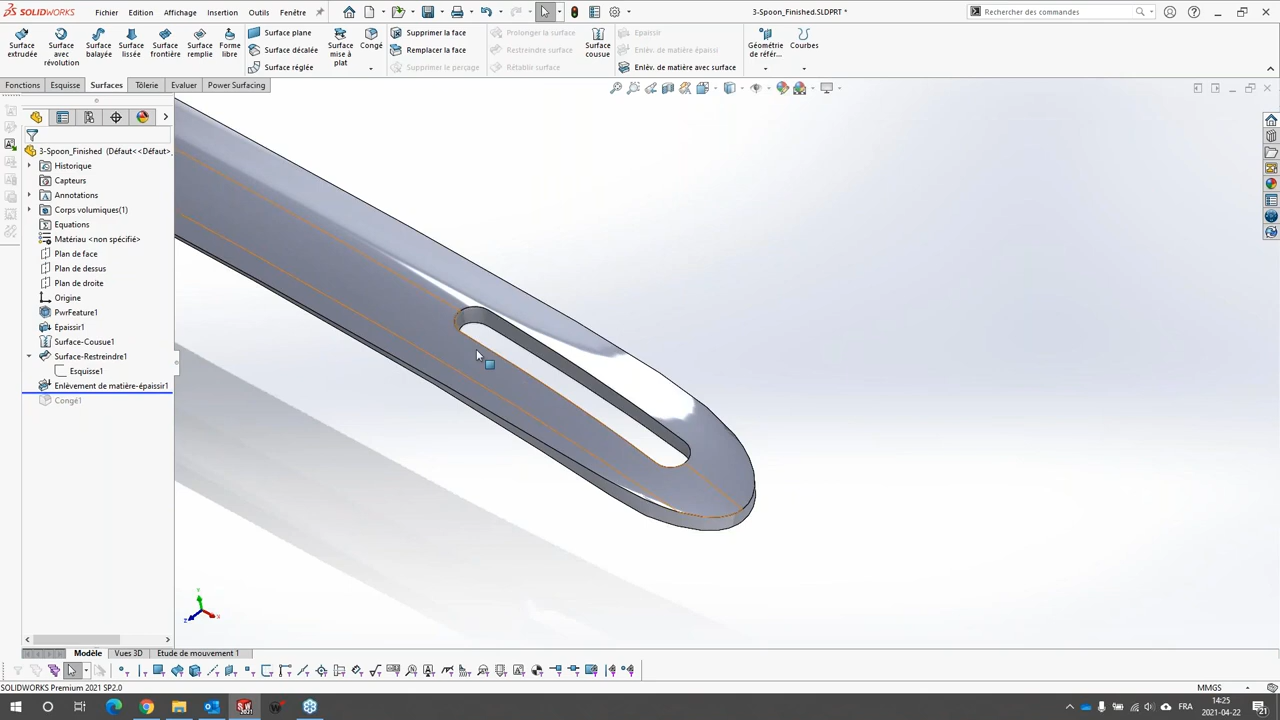 SOLIDWORKS
Fichier Edition Affichage Insertion Outils Fenêtre
3-Spoon_Finished.SLDPRT *
Rechercher des commandes
Surface extrudée
Surface avec révolution
Surface balayée
Surface lissée
Surface frontière
Surface remplie
Forme libre
Surface plane
Surface décalée
Surface réglée
Surface mise à plat
Congé
Supprimer la face
Remplacer la face
Supprimer le perçage
Prolonger la surface
Restreindre surface
Rétablir surface
Surface cousue
Epaissir
Enlèv. de matière épaissi
Enlèv. de matière avec surface
Géométrie de référ...
Courbes
Fonctions Esquisse Surfaces Tôlerie Evaluer Power Surfacing
3-Spoon_Finished (Défaut<<Défaut>
Historique
Capteurs
Annotations
Corps volumiques(1)
Equations
Matériau <non spécifié>
Plan de face
Plan de dessus
Plan de droite
Origine
PwrFeature1
Epaissir1
Surface-Cousue1
Surface-Restreindre1
Esquisse1
Enlèvement de matière-épaissir1
Congé1
Modèle Vues 3D Etude de mouvement 1
SOLIDWORKS Premium 2021 SP2.0
MMGS
FRA
14:25
2021-04-22